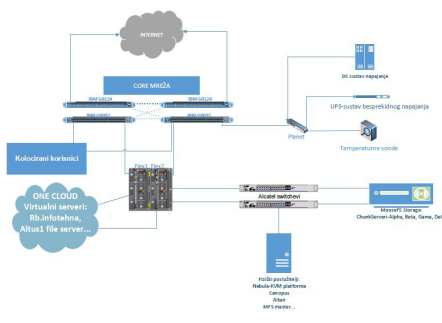 INTERNET
CORE MREŽA
IBM G8124
IBM G8124
IBM G8052
IBM G8052
DC sustav napajanja
UPS-sustav besprekidnog napajanja
Planet
Temperaturne sonde
Kolocirani korisnici
Flex1 Flex2
ONE CLOUD
Virtualni serveri:
Rb.infotehna,
Altus1 file server...
Alcatel switchevi
MooseFS Storage:
ChunkServeri-Alpha, Beta, Gama, Del
Fizički poslužitelji:
Nebula-KVM platforma
Canopus
Altair
MFS master...